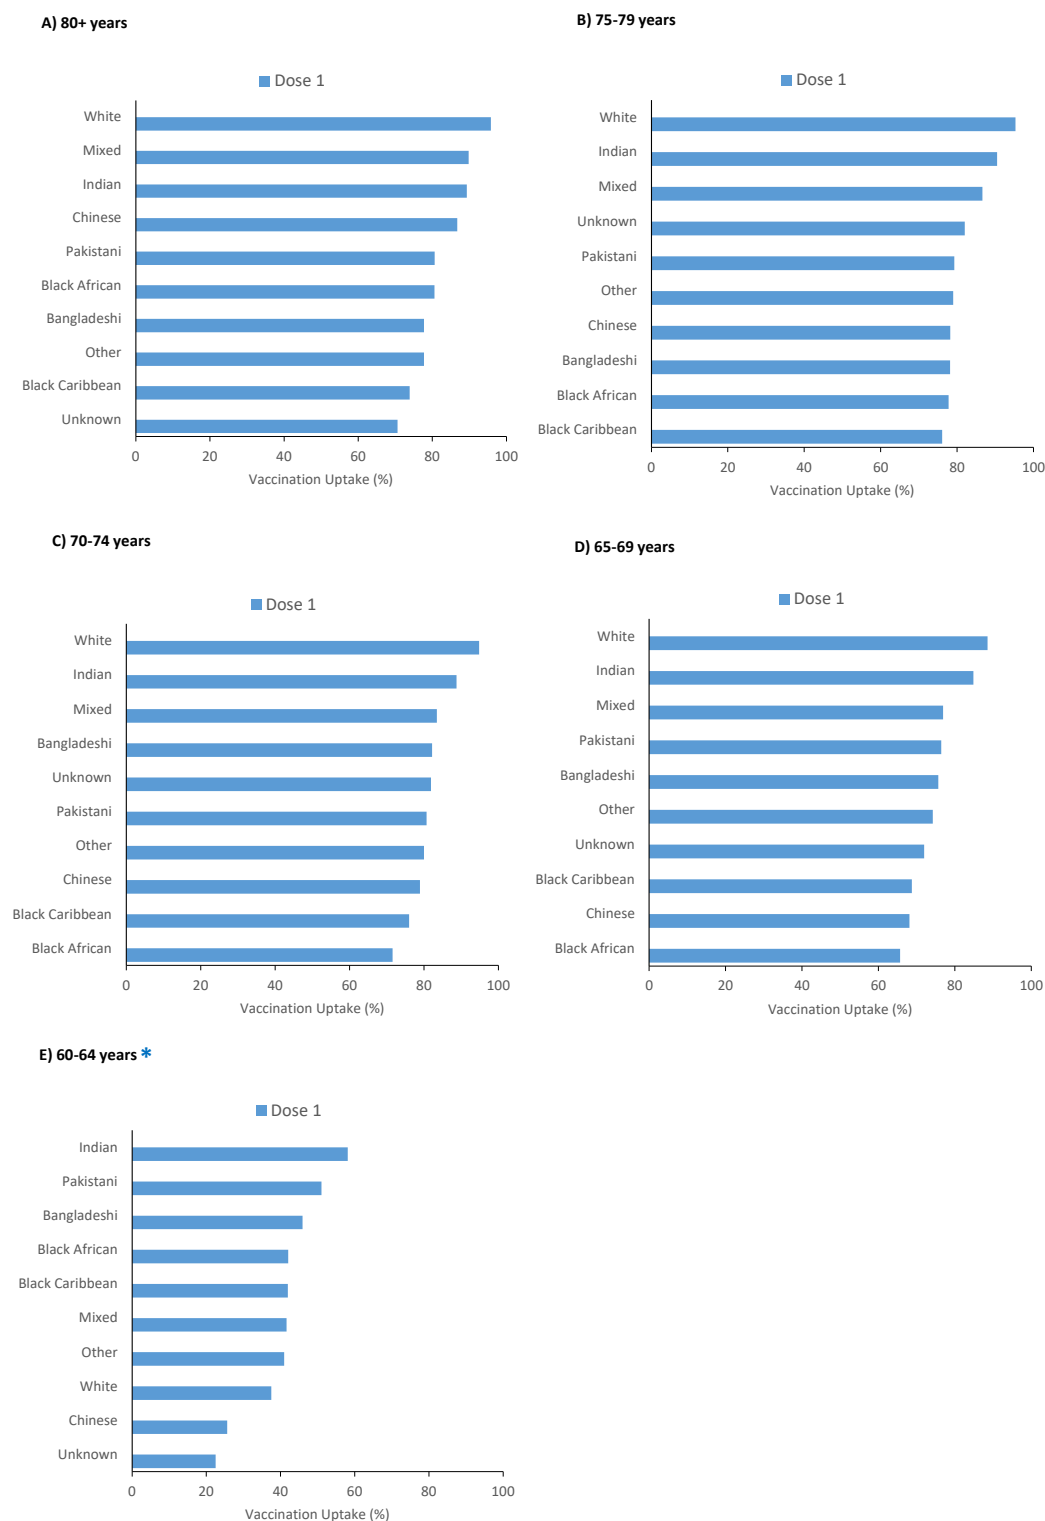 A) 80+ years
Dose 1
White
Mixed
Indian
Chinese
Pakistani
Black African
Bangladeshi
Other
Black Caribbean
Unknown
0 20 40 60 80 100
Vaccination Uptake (%)
B) 75-79 years
Dose 1
White
Indian
Mixed
Unknown
Pakistani
Other
Chinese
Bangladeshi
Black African
Black Caribbean
0 20 40 60 80 100
Vaccination Uptake (%)
C) 70-74 years
Dose 1
White
Indian
Mixed
Bangladeshi
Unknown
Pakistani
Other
Chinese
Black Caribbean
Black African
0 20 40 60 80 100
Vaccination Uptake (%)
D) 65-69 years
Dose 1
White
Indian
Mixed
Pakistani
Bangladeshi
Other
Unknown
Black Caribbean
Chinese
Black African
0 20 40 60 80 100
Vaccination Uptake (%)
E) 60-64 years *
Dose 1
Indian
Pakistani
Bangladeshi
Black African
Black Caribbean
Mixed
Other
White
Chinese
Unknown
0 20 40 60 80 100
Vaccination Uptake (%)